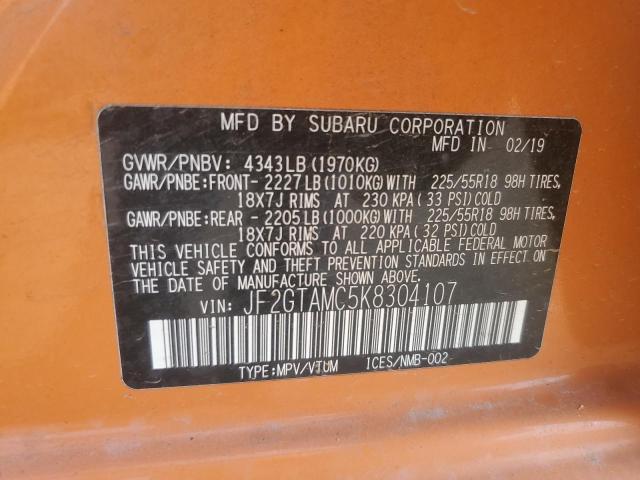 MFD BY SUBARU CORPORATION
MFD IN 02/19
GVWR/PNBV: 4343LB(1970KG)
GAWR/PNBE:FRONT- 2227LB(1010KG)WITH 225/55R18 98H TIRES,
18X7J RIMS AT 230 KPA ( 33 PSI)COLD
GAWR/PNBE:REAR - 2205LB(1000KG)WITH 225/55R18 98H TIRES,
18X7J RIMS AT 220 KPA ( 32 PSI)COLD
THIS VEHICLE CONFORMS TO ALL APPLICABLE FEDERAL MOTOR
VEHICLE SAFETY AND THEFT PREVENTION STANDARDS IN EFFECT ON
THE DATE OF MANUFACTURE SHOWN ABOVE.
VIN: JF2GTAMC5K8304107
TYPE:MPV/VTUM ICES/NMB-002